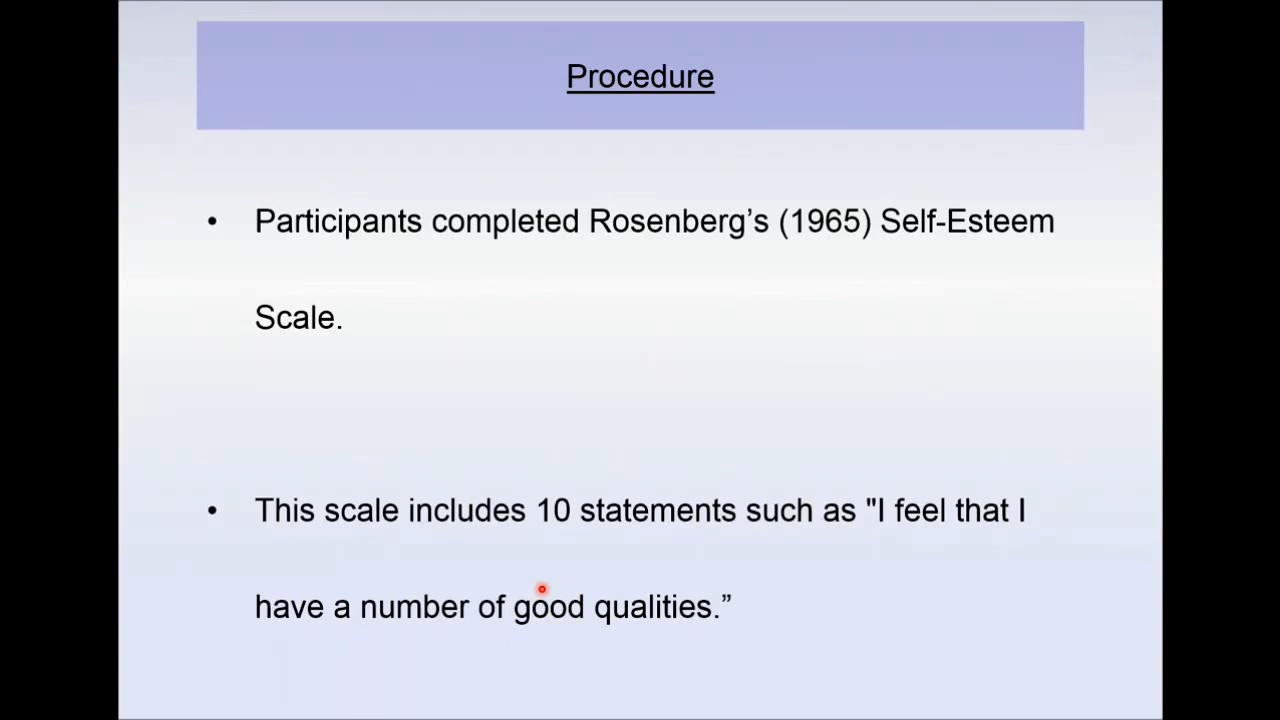 Procedure
• Participants completed Rosenberg’s (1965) Self-Esteem
Scale.
• This scale includes 10 statements such as "I feel that I
have a number of good qualities.”